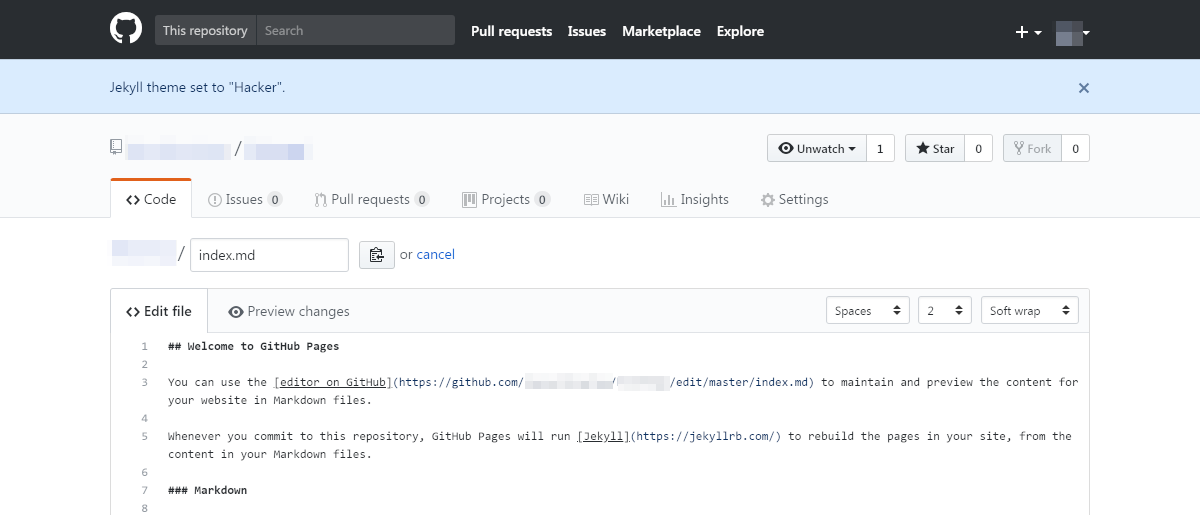 This repository Search Pull requests Issues Marketplace Explore
Jekyll theme set to "Hacker".
/ Unwatch 1 Star 0 Fork 0
Code Issues 0 Pull requests 0 Projects 0 Wiki Insights Settings
/ index.md or cancel
Edit file Preview changes Spaces 2 Soft wrap
1 ## Welcome to GitHub Pages
2
3 You can use the [editor on GitHub](https://github.com/ / /edit/master/index.md) to maintain and preview the content for
your website in Markdown files.
4
5 Whenever you commit to this repository, GitHub Pages will run [Jekyll](https://jekyllrb.com/) to rebuild the pages in your site, from the
content in your Markdown files.
6
7 ### Markdown
8